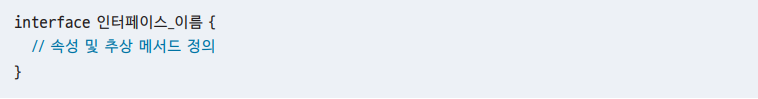 interface 인터페이스_이름 {
// 속성 및 추상 메서드 정의
}